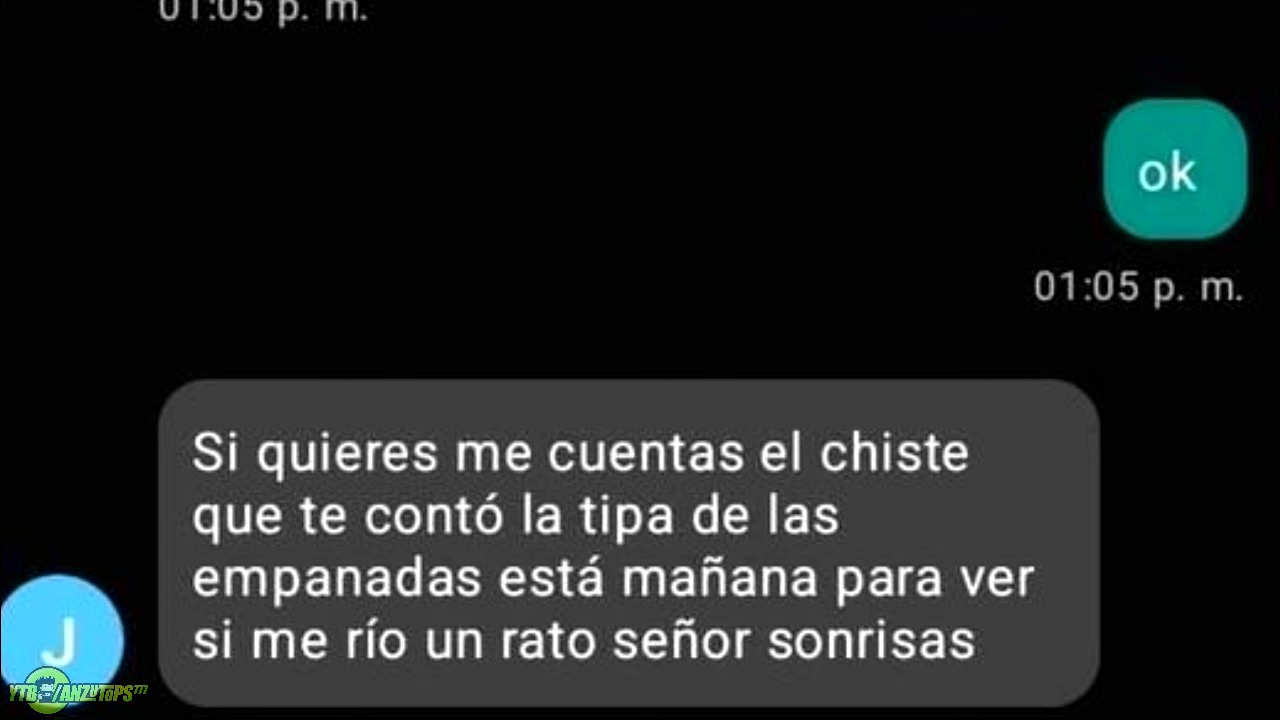 01:05 p. m.
ok
01:05 p. m.
Si quieres me cuentas el chiste
que te contó la tipa de las
empanadas está mañana para ver
si me río un rato señor sonrisas
J